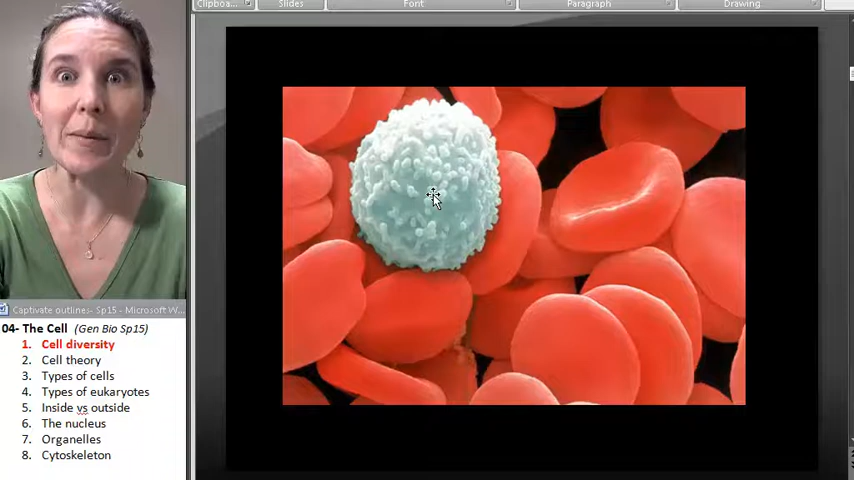 Clipboa...
Slides
Font
Paragraph
Drawing
Captivate outlines- Sp15 - Microsoft W...
04- The Cell (Gen Bio Sp15)
1. Cell diversity
2. Cell theory
3. Types of cells
4. Types of eukaryotes
5. Inside vs outside
6. The nucleus
7. Organelles
8. Cytoskeleton